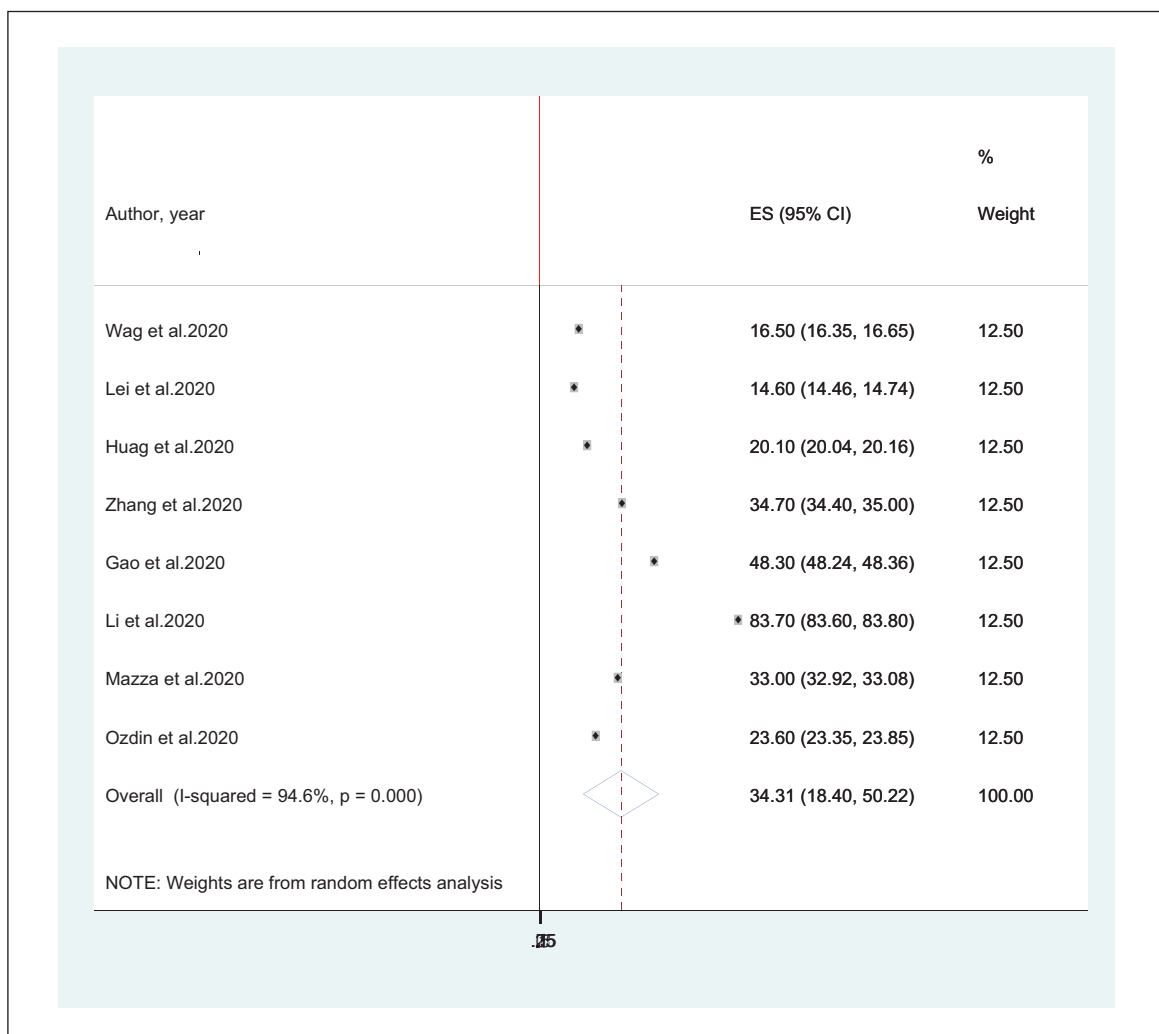 %
Author, year ES (95% CI) Weight
Wag et al.2020 16.50 (16.35, 16.65) 12.50
Lei et al.2020 14.60 (14.46, 14.74) 12.50
Huag et al.2020 20.10 (20.04, 20.16) 12.50
Zhang et al.2020 34.70 (34.40, 35.00) 12.50
Gao et al.2020 48.30 (48.24, 48.36) 12.50
Li et al.2020 83.70 (83.60, 83.80) 12.50
Mazza et al.2020 33.00 (32.92, 33.08) 12.50
Ozdin et al.2020 23.60 (23.35, 23.85) 12.50
Overall (I-squared = 94.6%, p = 0.000) 34.31 (18.40, 50.22) 100.00
NOTE: Weights are from random effects analysis